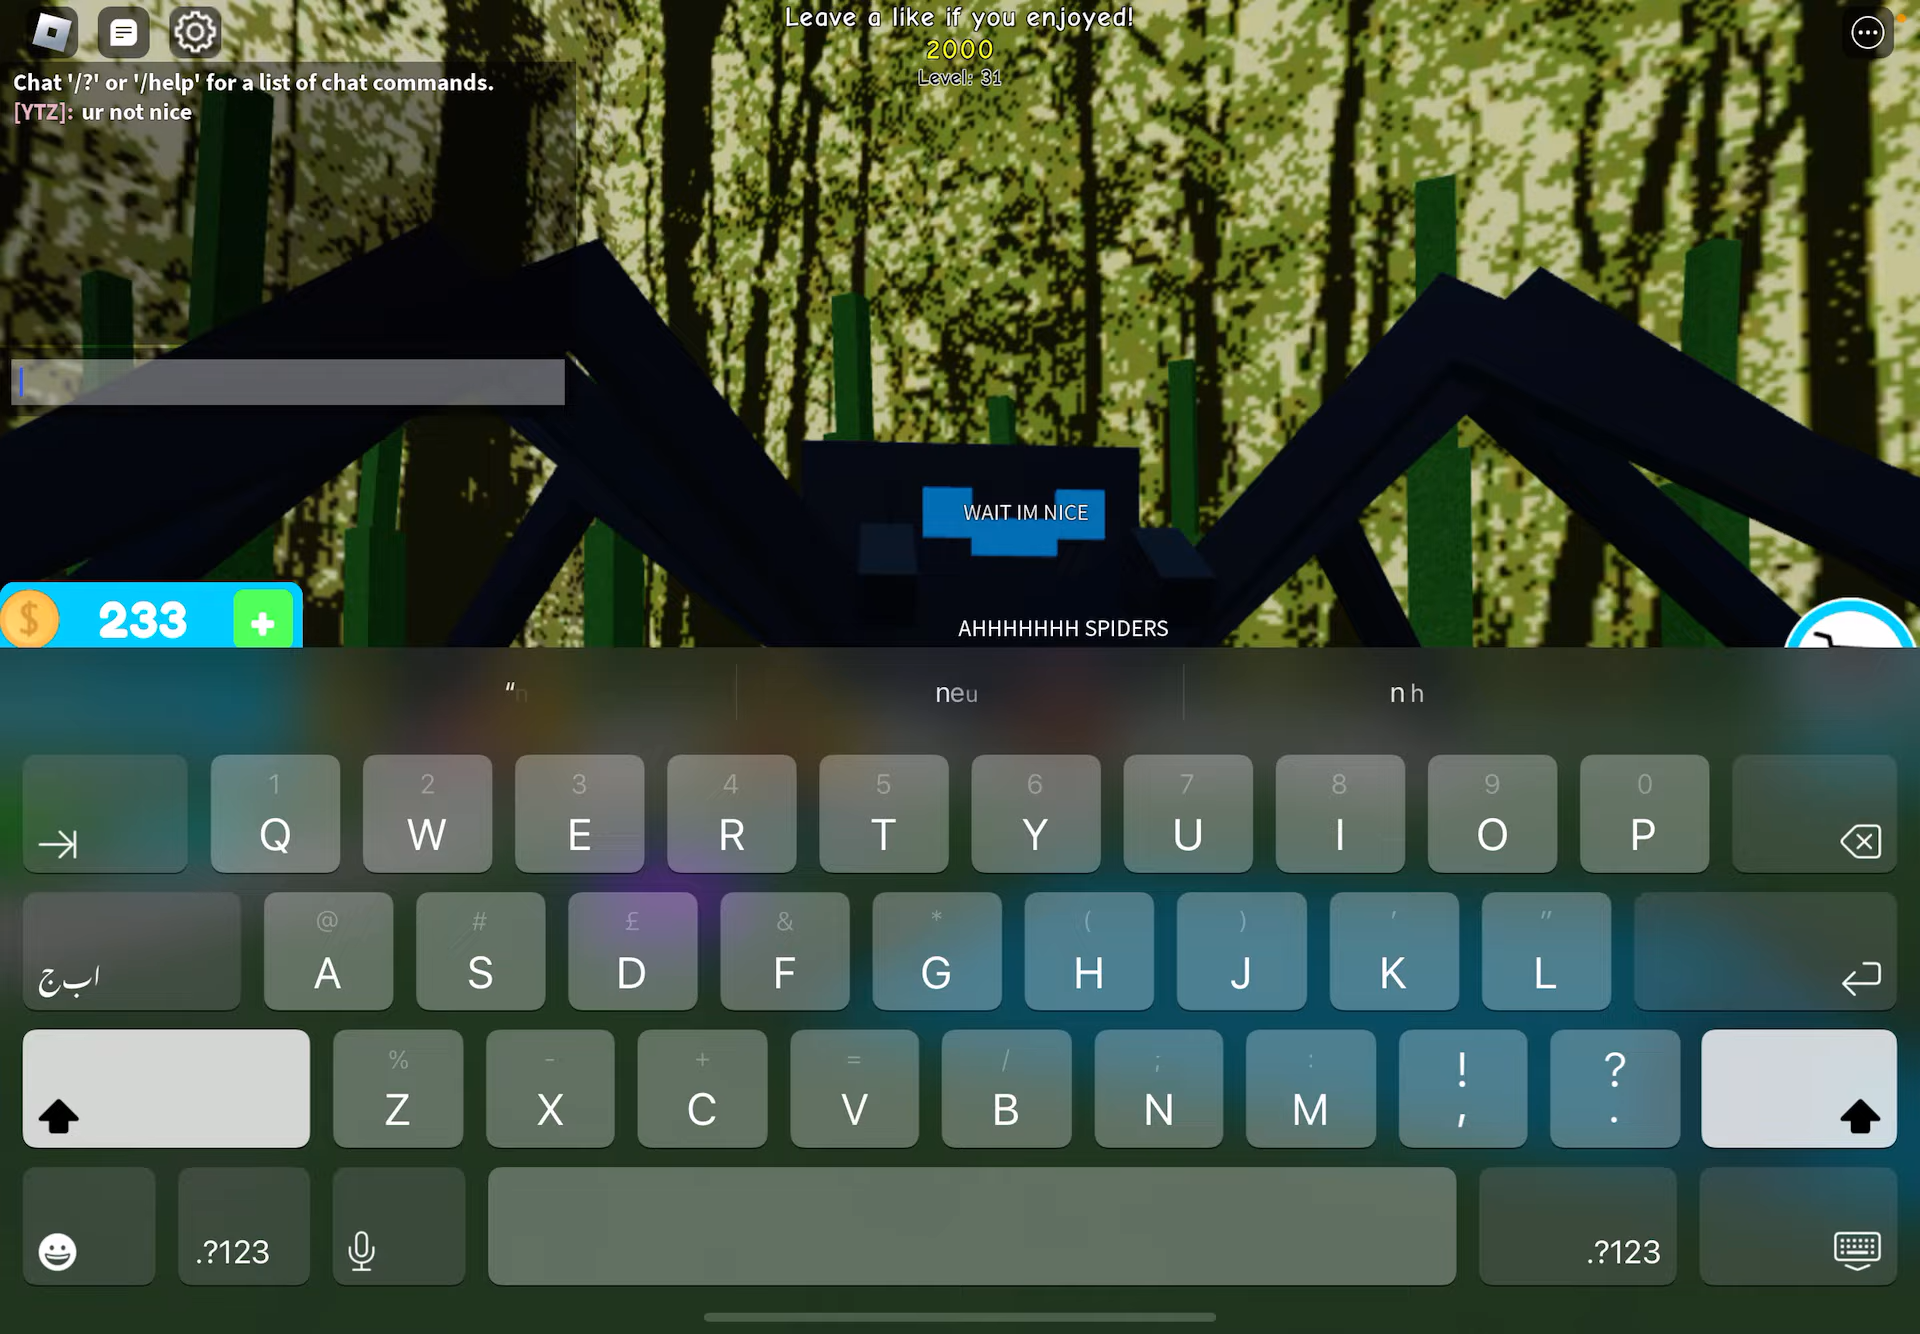 Leave a like if you enjoyed!
2000
Level: 31
Chat '/?' or '/help' for a list of chat commands.
[YTZ]: ur not nice
WAIT IM NICE
AHHHHHHH SPIDERS
$ 233 +
“n neu n h
1 2 3 4 5 6 7 8 9 0
Q W E R T Y U I O P
@ # £ & * ( ) ' "
ابج A S D F G H J K L
% - + = / ; : ! ?
Z X C V B N M , .
.?123 .?123